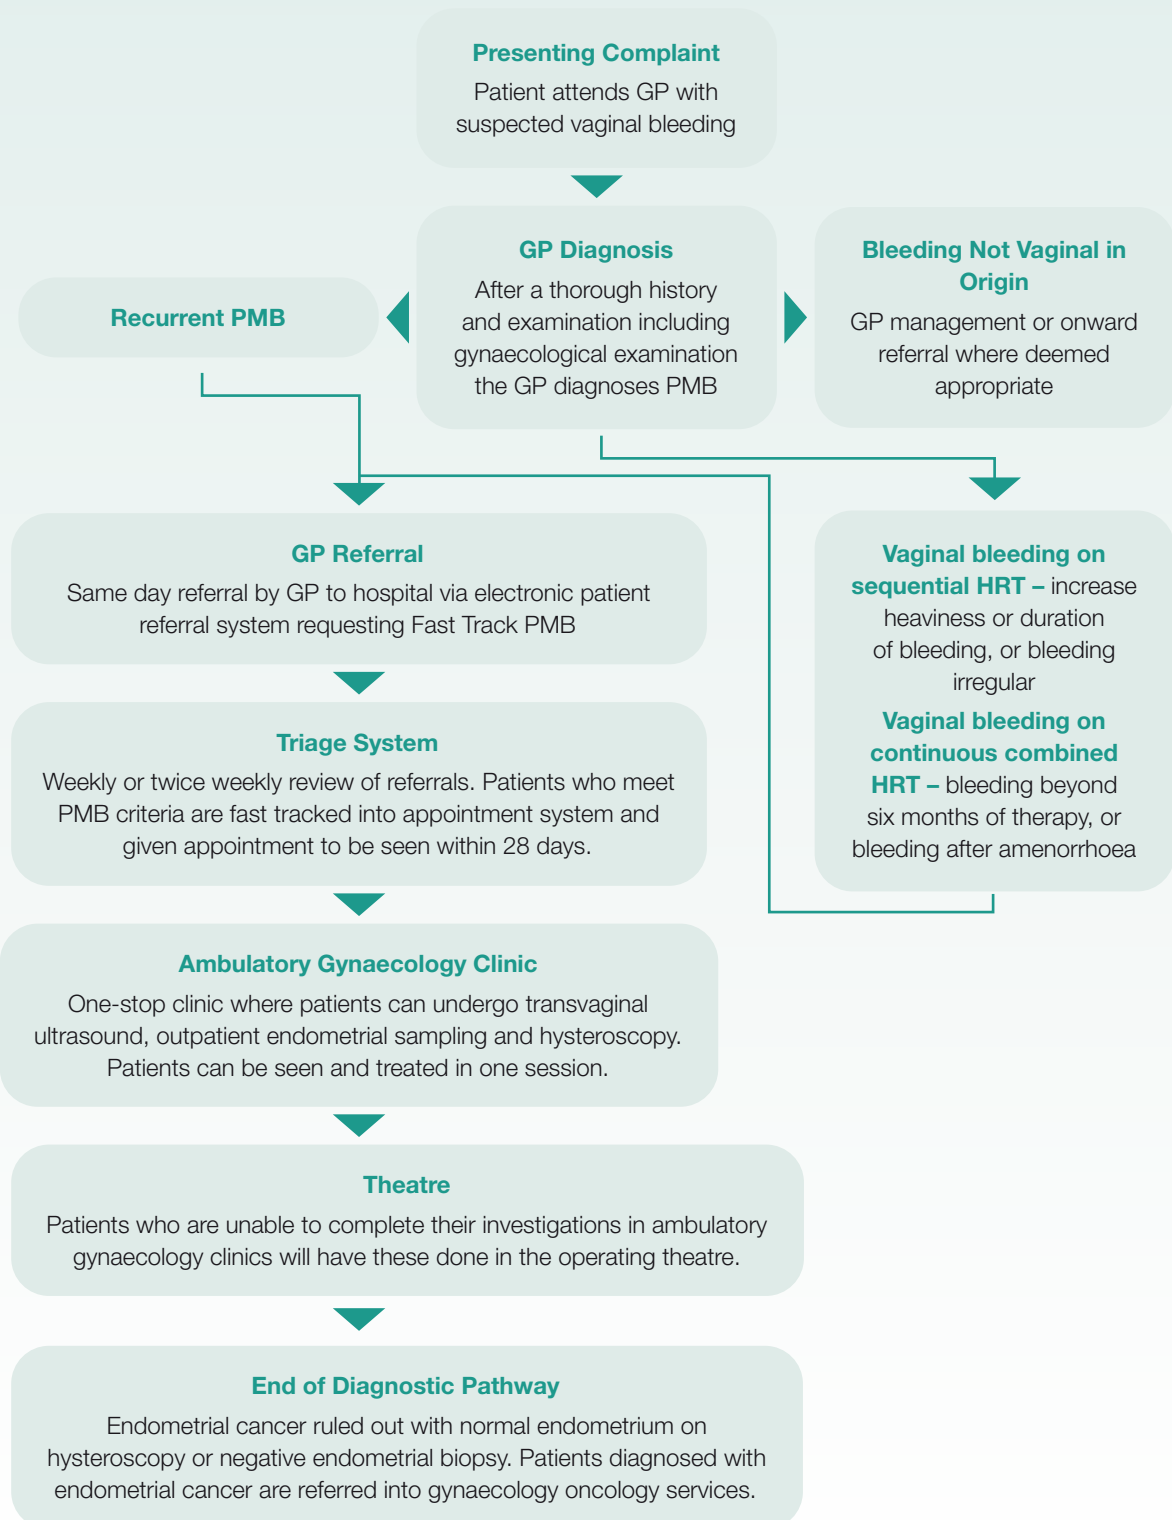 Presenting Complaint
Patient attends GP with
suspected vaginal bleeding
GP Diagnosis
After a thorough history
and examination including
gynaecological examination
the GP diagnoses PMB
Recurrent PMB
Bleeding Not Vaginal in
Origin
GP management or onward
referral where deemed
appropriate
GP Referral
Same day referral by GP to hospital via electronic patient
referral system requesting Fast Track PMB
Vaginal bleeding on
sequential HRT – increase
heaviness or duration
of bleeding, or bleeding
irregular
Vaginal bleeding on
continuous combined
HRT – bleeding beyond
six months of therapy, or
bleeding after amenorrhoea
Triage System
Weekly or twice weekly review of referrals. Patients who meet
PMB criteria are fast tracked into appointment system and
given appointment to be seen within 28 days.
Ambulatory Gynaecology Clinic
One-stop clinic where patients can undergo transvaginal
ultrasound, outpatient endometrial sampling and hysteroscopy.
Patients can be seen and treated in one session.
Theatre
Patients who are unable to complete their investigations in ambulatory
gynaecology clinics will have these done in the operating theatre.
End of Diagnostic Pathway
Endometrial cancer ruled out with normal endometrium on
hysteroscopy or negative endometrial biopsy. Patients diagnosed with
endometrial cancer are referred into gynaecology oncology services.